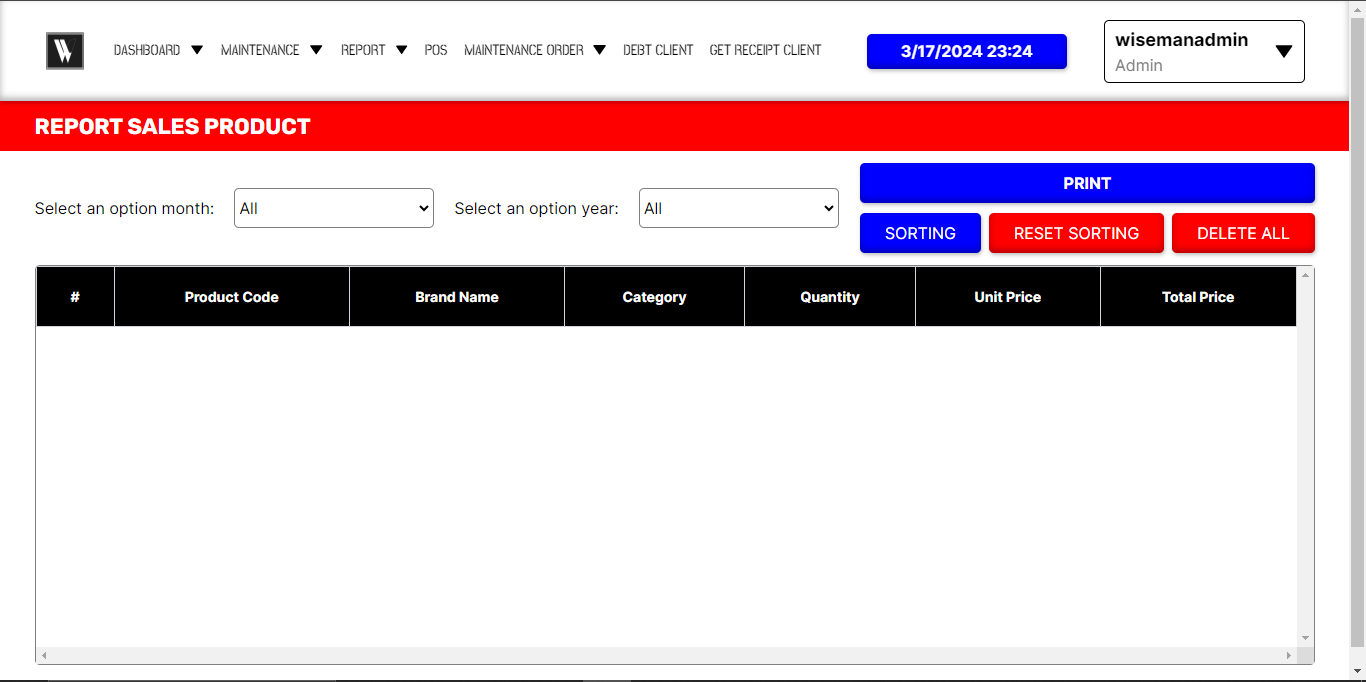 W
DASHBOARD MAINTENANCE REPORT POS MAINTENANCE ORDER DEBT CLIENT GET RECEIPT CLIENT
3/17/2024 23:24
wisemanadmin
Admin
REPORT SALES PRODUCT
Select an option month: All Select an option year: All
PRINT
SORTING RESET SORTING DELETE ALL
# Product Code Brand Name Category Quantity Unit Price Total Price